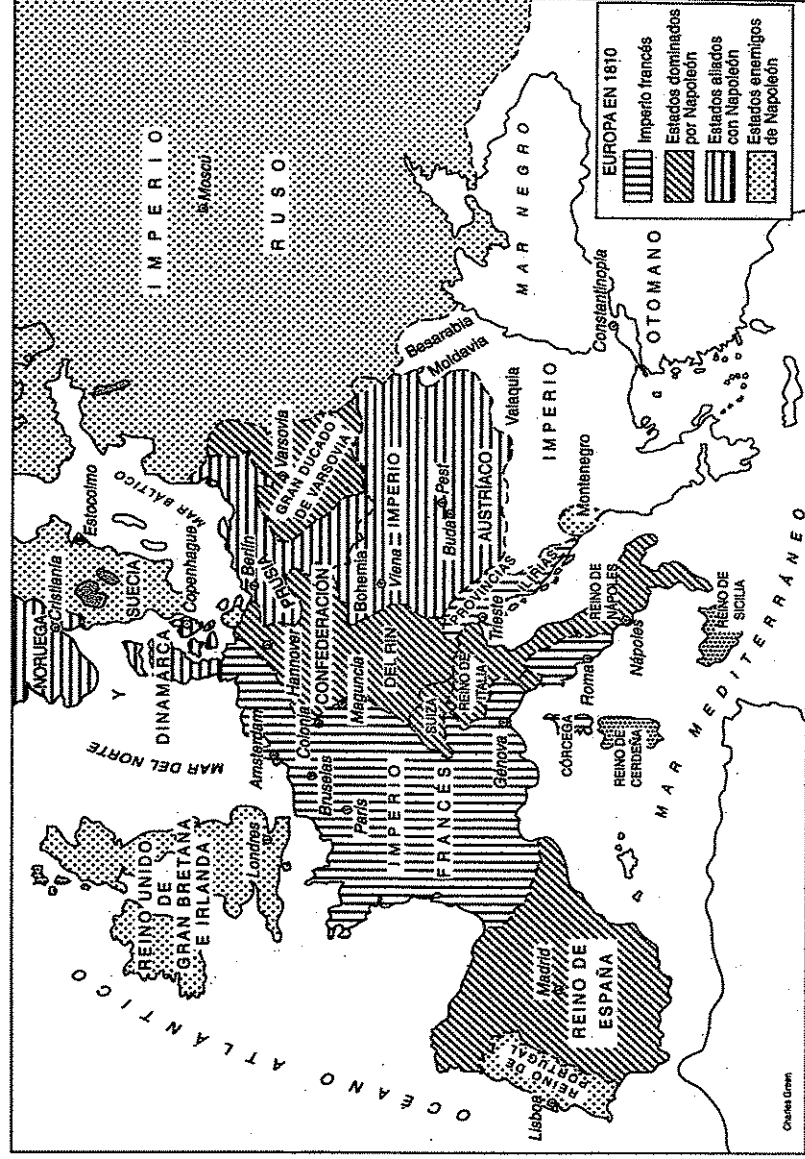 IMPERIO
RUSO
Moscú
NORUEGA
Cristianía
Estocolmo
SUECIA
MAR BÁLTICO
Y
DINAMARCA
Copenhague
MAR DEL NORTE
REINO UNIDO
DE
GRAN BRETAÑA
E IRLANDA
Londres
OCÉANO ATLÁNTICO
Amsterdam
Hannover
Berlín
PRUSIA
Varsovia
GRAN DUCADO
DE VARSOVIA
Colonia
CONFEDERACIÓN
DEL RIN
Maguncia
Bruselas
París
IMPERIO
FRANCÉS
Bohemia
Viena
IMPERIO
AUSTRÍACO
Buda
Pest
Besarabia
Moldavia
Valaquia
SUIZA
REINO DE
ITALIA
PROVINCIAS
ILIRIAS
Trieste
Génova
Montenegro
IMPERIO
OTOMANO
Constantinopla
MAR NEGRO
CÓRCEGA
Roma
REINO DE
NÁPOLES
Nápoles
REINO DE
CERDEÑA
REINO DE
SICILIA
MAR MEDITERRÁNEO
Madrid
REINO DE
ESPAÑA
REINO DE
PORTUGAL
Lisboa
EUROPA EN 1810
Imperio francés
Estados dominados
por Napoleón
Estados aliados
con Napoleón
Estados enemigos
de Napoleón
Charles Green